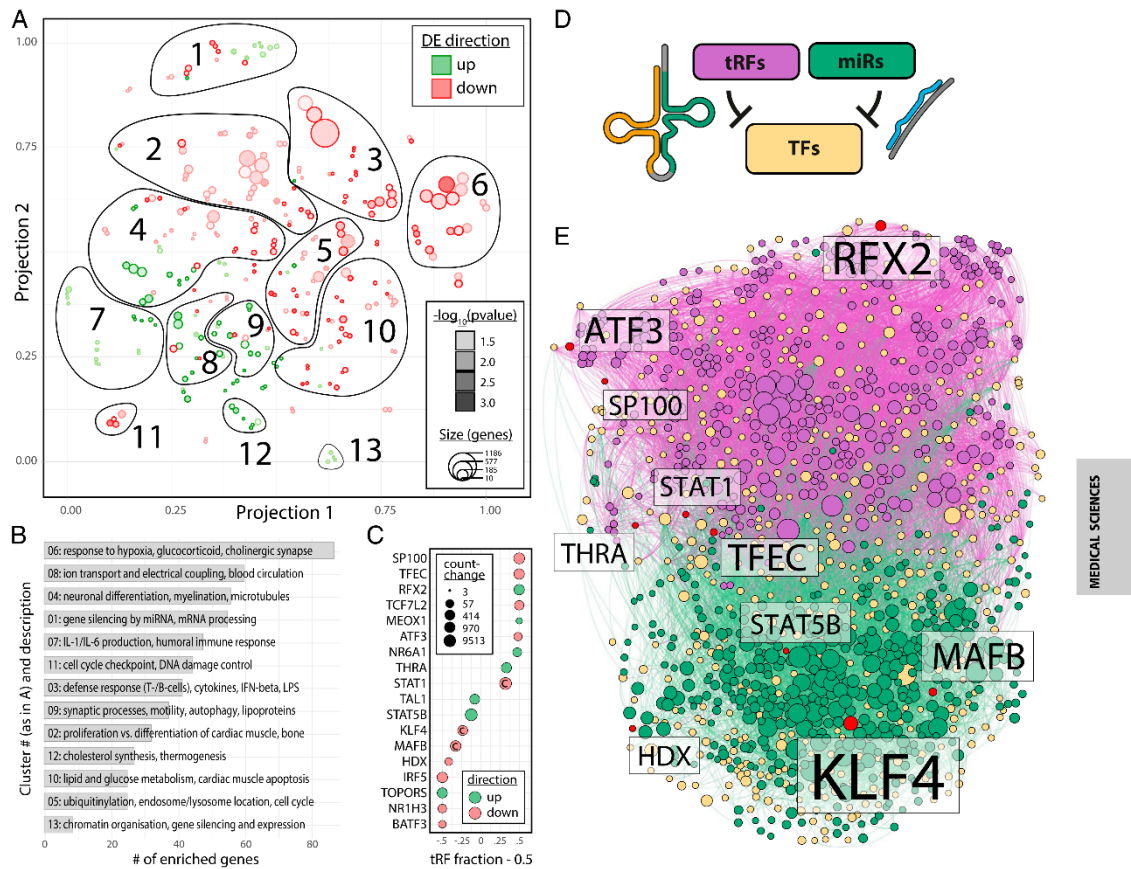 A
1.00
0.75
0.50
0.25
0.00
Projection 2
0.00
0.25
0.50
0.75
1.00
Projection 1
DE direction
up
down
1
2
3
4
5
6
7
8
9
10
11
12
13
-log10(pvalue)
1.5
2.0
2.5
3.0
Size (genes)
1186
577
185
10
B
Cluster # (as in A) and description
06: response to hypoxia, glucocorticoid, cholinergic synapse
08: ion transport and electrical coupling, blood circulation
04: neuronal differentiation, myelination, microtubules
01: gene silencing by miRNA, mRNA processing
07: IL-1/IL-6 production, humoral immune response
11: cell cycle checkpoint, DNA damage control
03: defense response (T-/B-cells), cytokines, IFN-beta, LPS
09: synaptic processes, motility, autophagy, lipoproteins
02: proliferation vs. differentiation of cardiac muscle, bone
12: cholesterol synthesis, thermogenesis
10: lipid and glucose metabolism, cardiac muscle apoptosis
05: ubiquitinylation, endosome/lysosome location, cell cycle
13: chromatin organisation, gene silencing and expression
0
20
40
60
80
# of enriched genes
C
SP100
TFEC
RFX2
TCF7L2
MEOX1
ATF3
NR6A1
THRA
STAT1
TAL1
STAT5B
KLF4
MAFB
HDX
IRF5
TOPORS
NR1H3
BATF3
count-
change
3
57
414
970
9513
C
C
C
direction
up
down
-.5
-.25
0
.25
.5
tRF fraction - 0.5
D
tRFs
miRs
TFs
E
RFX2
ATF3
SP100
STAT1
THRA
TFEC
STAT5B
MAFB
HDX
KLF4
MEDICAL SCIENCES